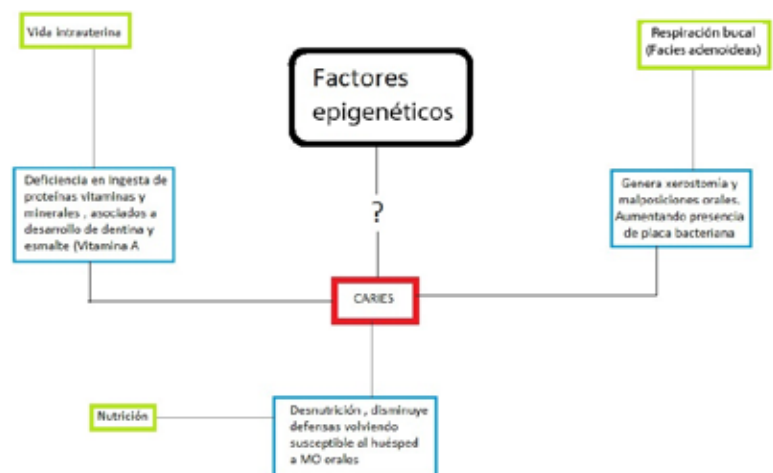 Vida intrauterina
Respiración bucal
(Facies adenoideas)
Factores
epigenéticos
Deficiencia en ingesta de
proteínas vitaminas y
minerales , asociados a
desarrollo de dentina y
esmalte (Vitamina A
Genera xerostomía y
malposiciones orales.
Aumentando presencia
de placa bacteriana
?
CARIES
Nutrición
Desnutrición , disminuye
defensas volviendo
susceptible al huésped
a MO orales